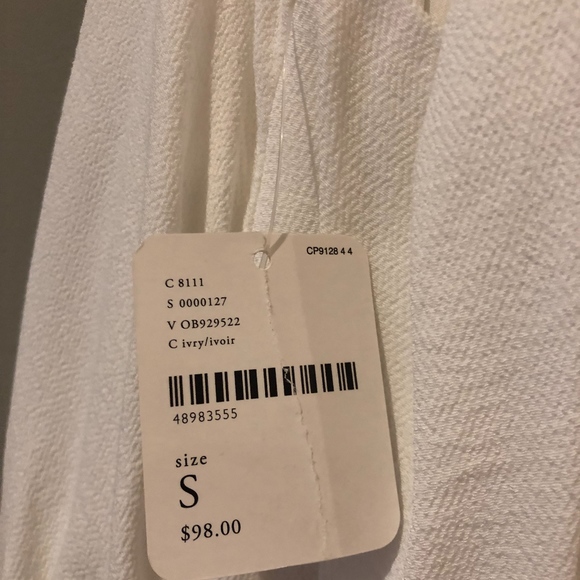 CP9128 4 4
C 8111
S 0000127
V OB929522
C ivry/ivoir
48983555
size
S
$98.00